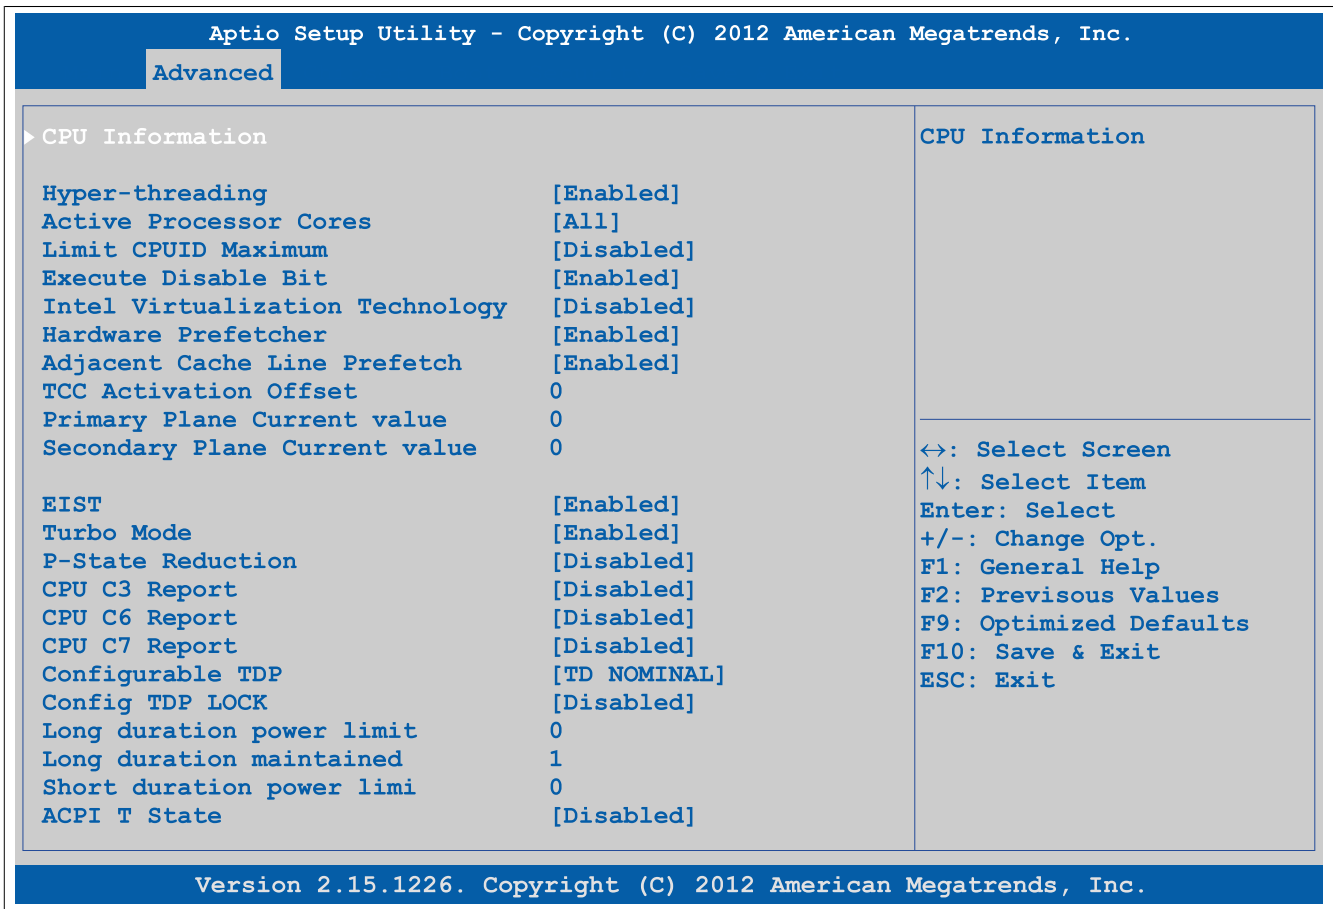 Aptio Setup Utility - Copyright (C) 2012 American Megatrends, Inc.
Advanced
CPU Information
Hyper-threading [Enabled]
Active Processor Cores [All]
Limit CPUID Maximum [Disabled]
Execute Disable Bit [Enabled]
Intel Virtualization Technology [Disabled]
Hardware Prefetcher [Enabled]
Adjacent Cache Line Prefetch [Enabled]
TCC Activation Offset 0
Primary Plane Current value 0
Secondary Plane Current value 0
EIST [Enabled]
Turbo Mode [Enabled]
P-State Reduction [Disabled]
CPU C3 Report [Disabled]
CPU C6 Report [Disabled]
CPU C7 Report [Disabled]
Configurable TDP [TD NOMINAL]
Config TDP LOCK [Disabled]
Long duration power limit 0
Long duration maintained 1
Short duration power limi 0
ACPI T State [Disabled]
CPU Information
↔: Select Screen
↑↓: Select Item
Enter: Select
+/-: Change Opt.
F1: General Help
F2: Previsous Values
F9: Optimized Defaults
F10: Save & Exit
ESC: Exit
Version 2.15.1226. Copyright (C) 2012 American Megatrends, Inc.